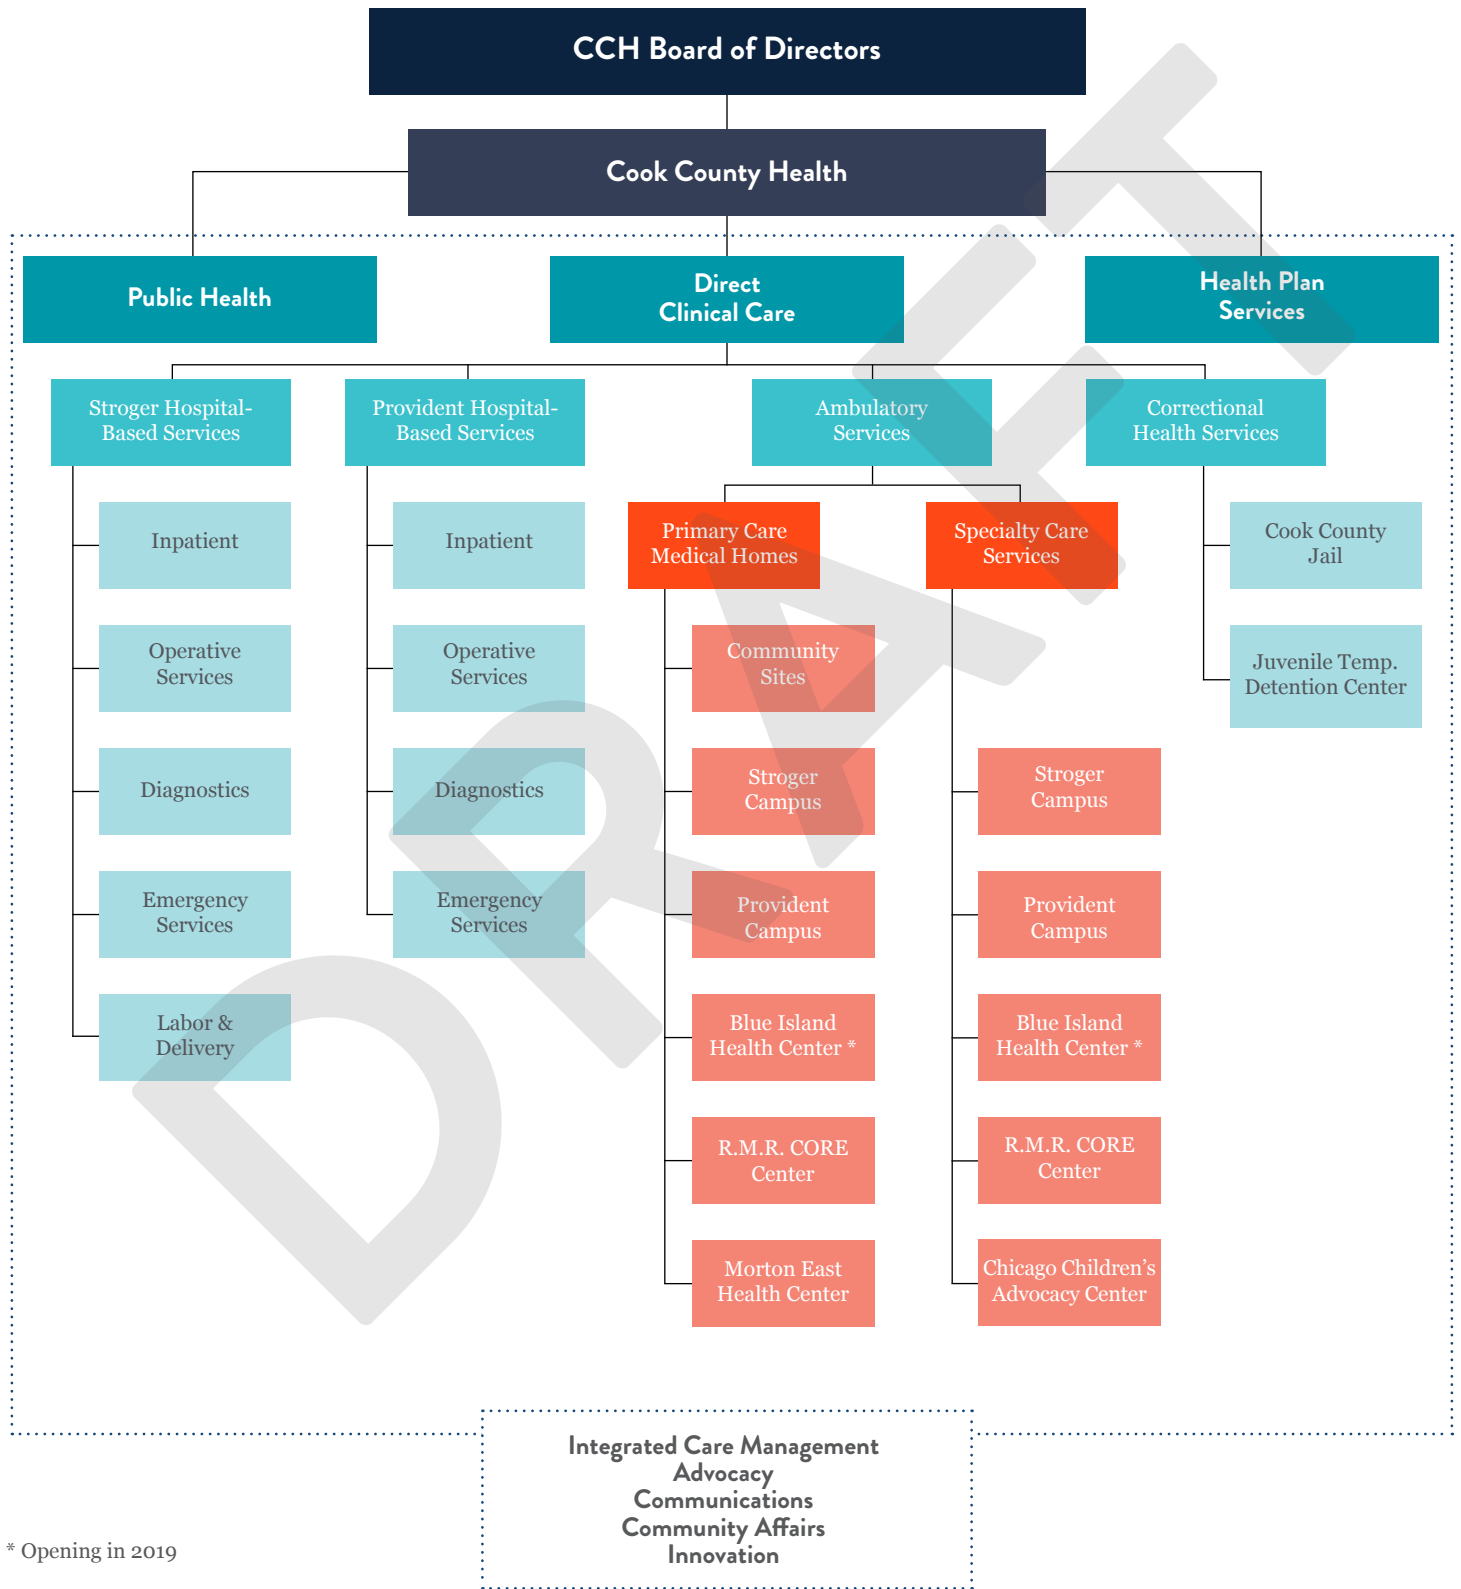 CCH Board of Directors
Cook County Health
Public Health
Direct
Clinical Care
Health Plan
Services
Stroger Hospital-
Based Services
Provident Hospital-
Based Services
Ambulatory
Services
Correctional
Health Services
Inpatient
Operative
Services
Diagnostics
Emergency
Services
Labor &
Delivery
Inpatient
Operative
Services
Diagnostics
Emergency
Services
Primary Care
Medical Homes
Community
Sites
Stroger
Campus
Provident
Campus
Blue Island
Health Center *
R.M.R. CORE
Center
Morton East
Health Center
Specialty Care
Services
Stroger
Campus
Provident
Campus
Blue Island
Health Center *
R.M.R. CORE
Center
Chicago Children's
Advocacy Center
Cook County
Jail
Juvenile Temp.
Detention Center
Integrated Care Management
Advocacy
Communications
Community Affairs
Innovation
* Opening in 2019
DRAFT